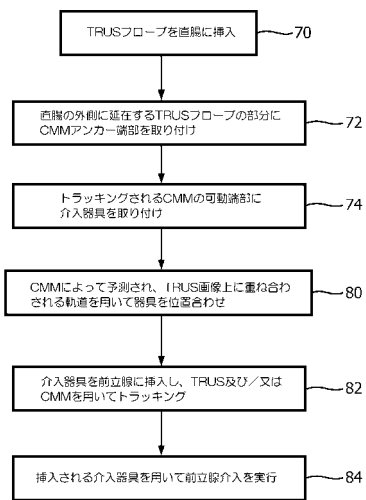 TRUSプローブを直腸に挿入
70
直腸の外側に延在するTRUSプローブの部分に
CMMアンカー端部を取り付け
72
トラッキングされるCMMの可動端部に
介入器具を取り付け
74
CMMによって予測され、TRUS画像上に重ね合わ
される軌道を用いて器具を位置合わせ
80
介入器具を前立腺に挿入し、TRUS及び/又は
CMMを用いてトラッキング
82
挿入される介入器具を用いて前立腺介入を実行
84